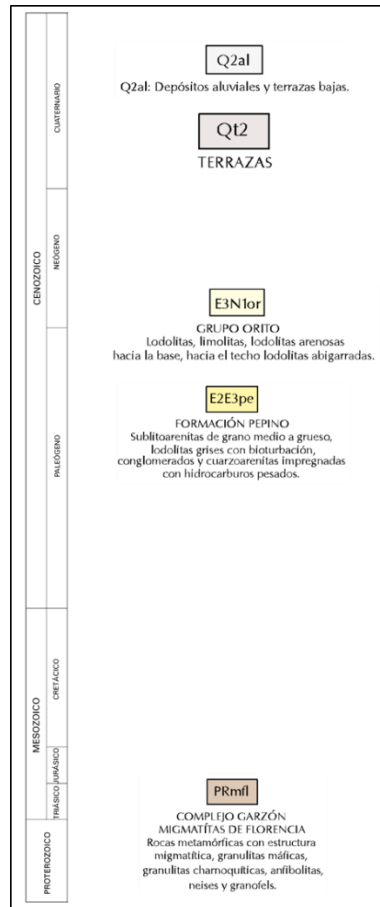 CENOZOICO
MESOZOICO
PROTEROZOICO
CUATERNARIO
NEÓGENO
PALEÓGENO
CRETÁCICO
JURÁSICO
TRIÁSICO
Q2al
Q2al: Depósitos aluviales y terrazas bajas.
Qt2
TERRAZAS
E3N1or
GRUPO ORITO
Lodolitas, limolitas, lodolitas arenosas
hacia la base, hacia el techo lodolitas abigarradas.
E2E3pe
FORMACIÓN PEPINO
Sublitoarenitas de grano medio a grueso,
lodolitas grises con bioturbación,
conglomerados y cuarzoarenitas impregnadas
con hidrocarburos pesados.
PRmfl
COMPLEJO GARZÓN
MIGMATÍTAS DE FLORENCIA
Rocas metamórficas con estructura
migmatítica, granulitas máficas,
granulitas charnoquíticas, anfibolitas,
neises y granofels.